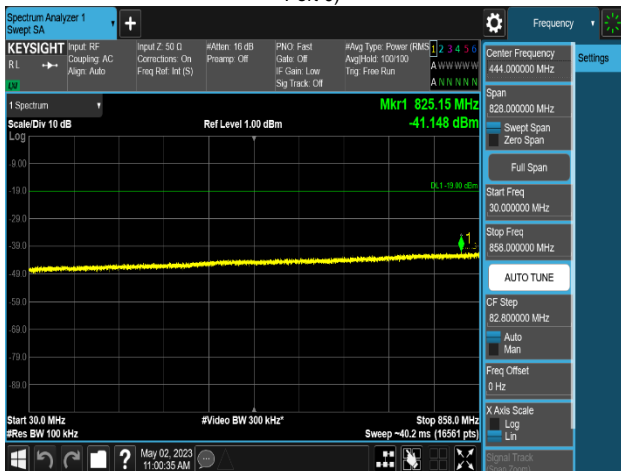 Port 0)
Spectrum Analyzer 1
Swept SA
+
Frequency
KEYSIGHT
Input: RF
Input Z: 50 Ω
#Atten: 16 dB
PNO: Fast
#Avg Type: Power (RMS
1 2 3 4 5 6
RL
Coupling: AC
Corrections: On
Preamp: Off
Gate: Off
Avg|Hold: 100/100
A W W W W W
Align: Auto
Freq Ref: Int (S)
IF Gain: Low
Trig: Free Run
Sig Track: Off
A N N N N N
1 Spectrum
Mkr1 825.15 MHz
Scale/Div 10 dB
Ref Level 1.00 dBm
-41.148 dBm
Log
-9.00
DL1 -19.00 dBm
-19.0
-29.0
1
-39.0
-49.0
-59.0
-69.0
-79.0
-89.0
Start 30.0 MHz
#Video BW 300 kHz*
Stop 858.0 MHz
#Res BW 100 kHz
Sweep ~40.2 ms (16561 pts)
?
May 02, 2023
11:00:35 AM
Center Frequency
444.000000 MHz
Settings
Span
828.000000 MHz
Swept Span
Zero Span
Full Span
Start Freq
30.000000 MHz
Stop Freq
858.000000 MHz
AUTO TUNE
CF Step
82.800000 MHz
Auto
Man
Freq Offset
0 Hz
X Axis Scale
Log
Lin
Signal Track
(Span Zoom)